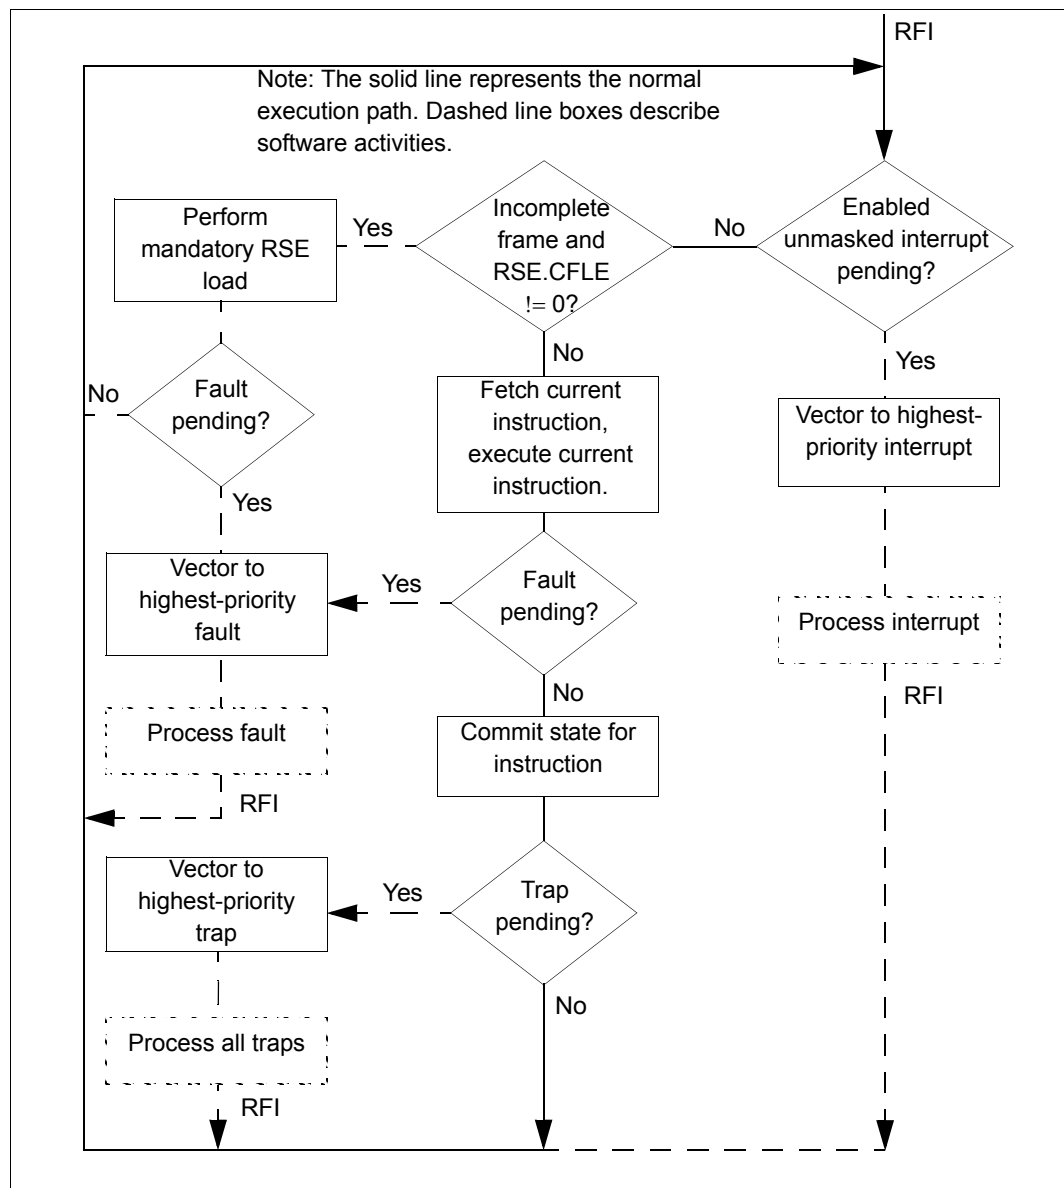 RFI
Note: The solid line represents the normal
execution path. Dashed line boxes describe
software activities.
Enabled
unmasked interrupt
pending?
No
Incomplete
frame and
RSE.CFLE
!= 0?
Yes
Perform
mandatory RSE
load
No
Fault
pending?
Yes
No
Fetch current
instruction,
execute current
instruction.
Yes
Vector to highest-
priority interrupt
Vector to
highest-priority
fault
Yes
Fault
pending?
Process interrupt
RFI
No
Process fault
RFI
Commit state for
instruction
Vector to
highest-priority
trap
Yes
Trap
pending?
No
Process all traps
RFI